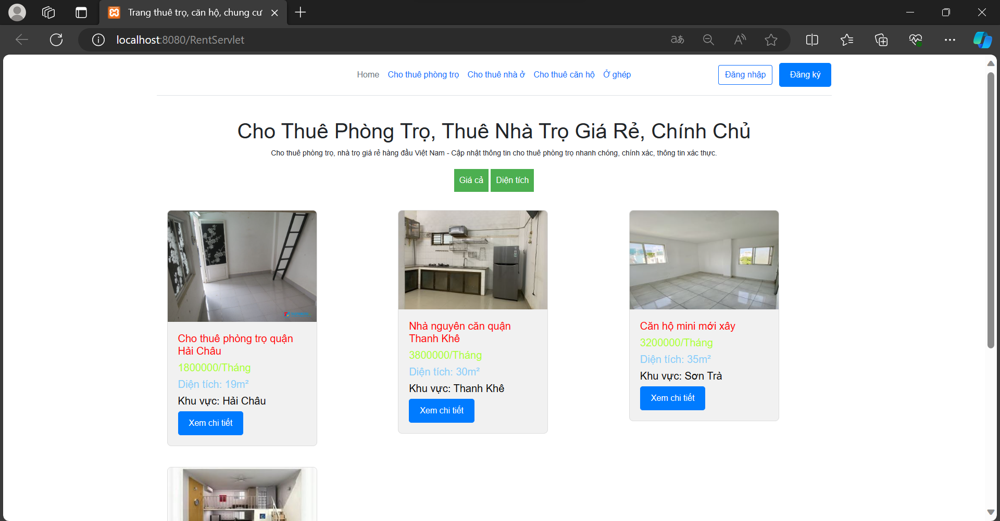 Trang thuê trọ, căn hộ, chung cư
localhost:8080/RentServlet
Home Cho thuê phòng trọ Cho thuê nhà ở Cho thuê căn hộ Ở ghép Đăng nhập Đăng ký
Cho Thuê Phòng Trọ, Thuê Nhà Trọ Giá Rẻ, Chính Chủ
Cho thuê phòng trọ, nhà trọ giá rẻ hàng đầu Việt Nam - Cập nhật thông tin cho thuê phòng trọ nhanh chóng, chính xác, thông tin xác thực.
Giá cả Diện tích
Cho thuê phòng trọ quận
Hải Châu
1800000/Tháng
Diện tích: 19m²
Khu vực: Hải Châu
Xem chi tiết
Nhà nguyên căn quận
Thanh Khê
3800000/Tháng
Diện tích: 30m²
Khu vực: Thanh Khê
Xem chi tiết
Căn hộ mini mới xây
3200000/Tháng
Diện tích: 35m²
Khu vực: Sơn Trà
Xem chi tiết